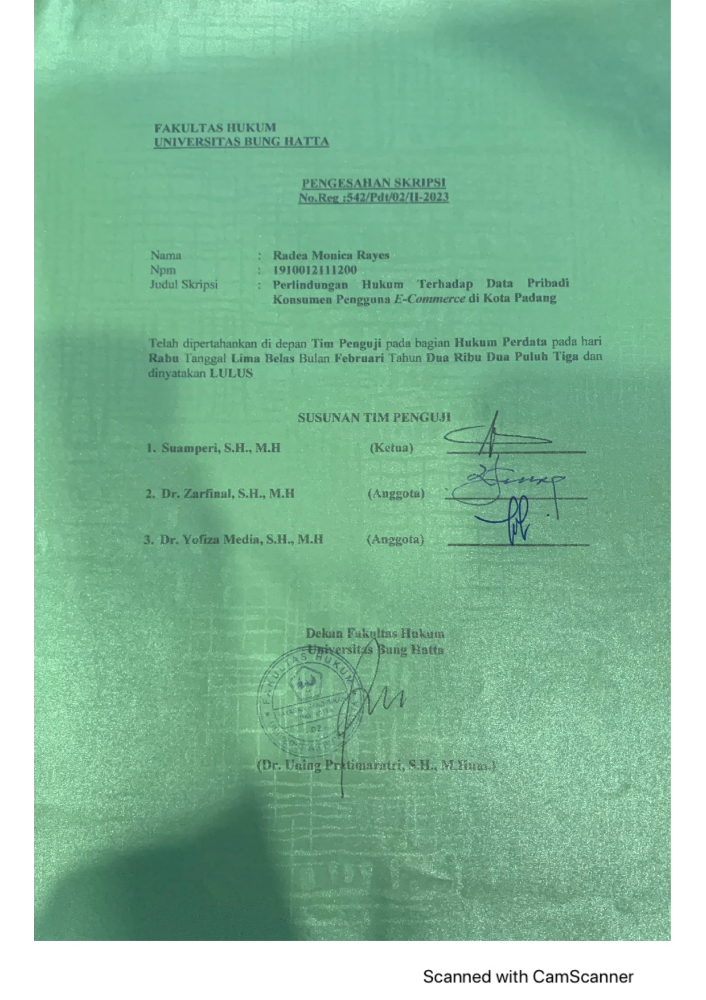 FAKULTAS HUKUM
UNIVERSITAS BUNG HATTA
PENGESAHAN SKRIPSI
No.Reg :542/Pdt/02/II-2023
Nama : Radea Monica Rayes
Npm : 1910012111200
Judul Skripsi : Perlindungan Hukum Terhadap Data Pribadi
Konsumen Pengguna E-Commerce di Kota Padang
Telah dipertahankan di depan Tim Penguji pada bagian Hukum Perdata pada hari
Rabu Tanggal Lima Belas Bulan Februari Tahun Dua Ribu Dua Puluh Tiga dan
dinyatakan LULUS
SUSUNAN TIM PENGUJI
1. Suamperi, S.H., M.H (Ketua)
2. Dr. Zarfinal, S.H., M.H (Anggota)
3. Dr. Yofiza Media, S.H., M.H (Anggota)
Dekan Fakultas Hukum
Universitas Bung Hatta
FAKULTAS HUKUM
02
(Dr. Uning Pratimaratri, S.H., M.Hum.)
Scanned with CamScanner